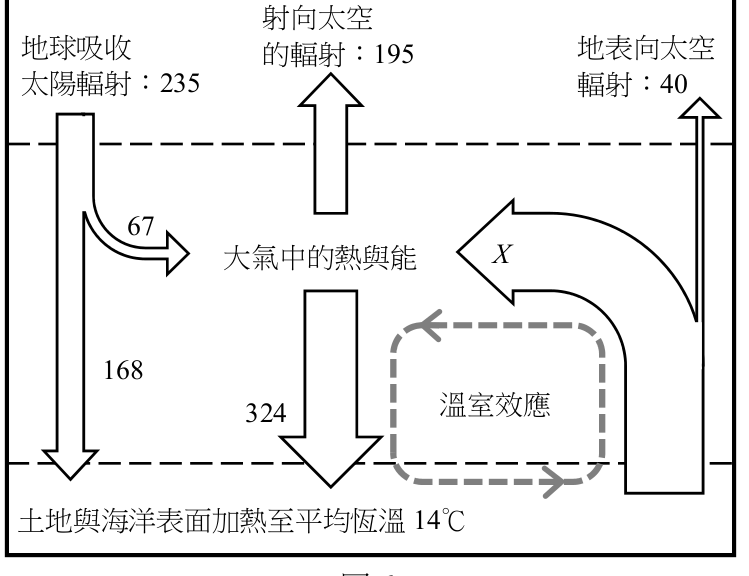 地球吸收
太陽輻射：235
射向太空
的輻射：195
地表向太空
輻射：40
67
大氣中的熱與能
X
168
324
溫室效應
土地與海洋表面加熱至平均恆溫 14℃